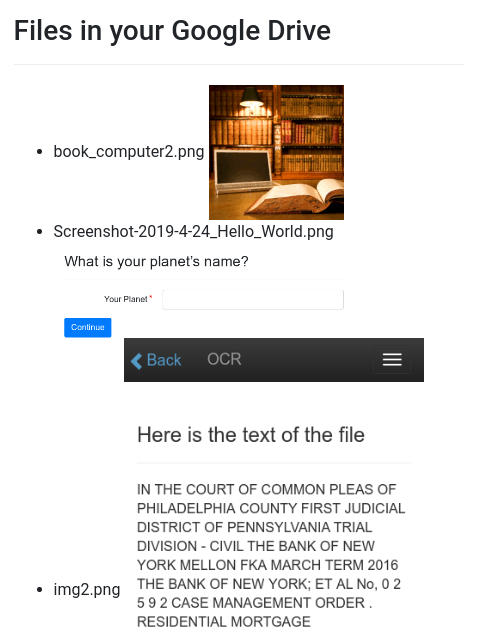 Files in your Google Drive
book_computer2.png
Screenshot-2019-4-24_Hello_World.png
What is your planet's name?
Your Planet *
Continue
Back OCR
Here is the text of the file
IN THE COURT OF COMMON PLEAS OF
PHILADELPHIA COUNTY FIRST JUDICIAL
DISTRICT OF PENNSYLVANIA TRIAL
DIVISION - CIVIL THE BANK OF NEW
YORK MELLON FKA MARCH TERM 2016
THE BANK OF NEW YORK; ET AL No, 0 2
5 9 2 CASE MANAGEMENT ORDER .
RESIDENTIAL MORTGAGE
img2.png